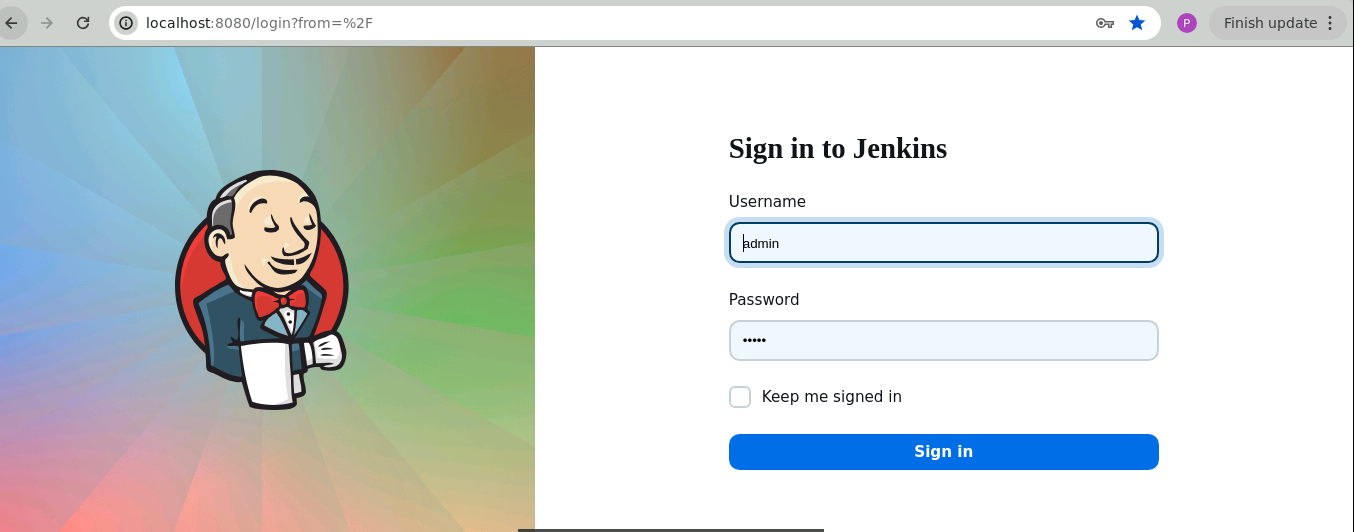 localhost:8080/login?from=%2F
P
Finish update
Sign in to Jenkins
Username
admin
Password
•••••
Keep me signed in
Sign in